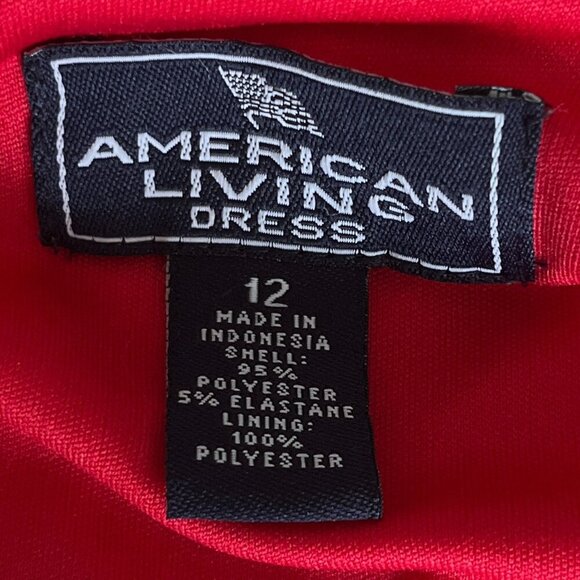 AMERICAN
LIVING
DRESS
12
MADE IN
INDONESIA
SHELL:
95%
POLYESTER
5% ELASTANE
LINING:
100%
POLYESTER